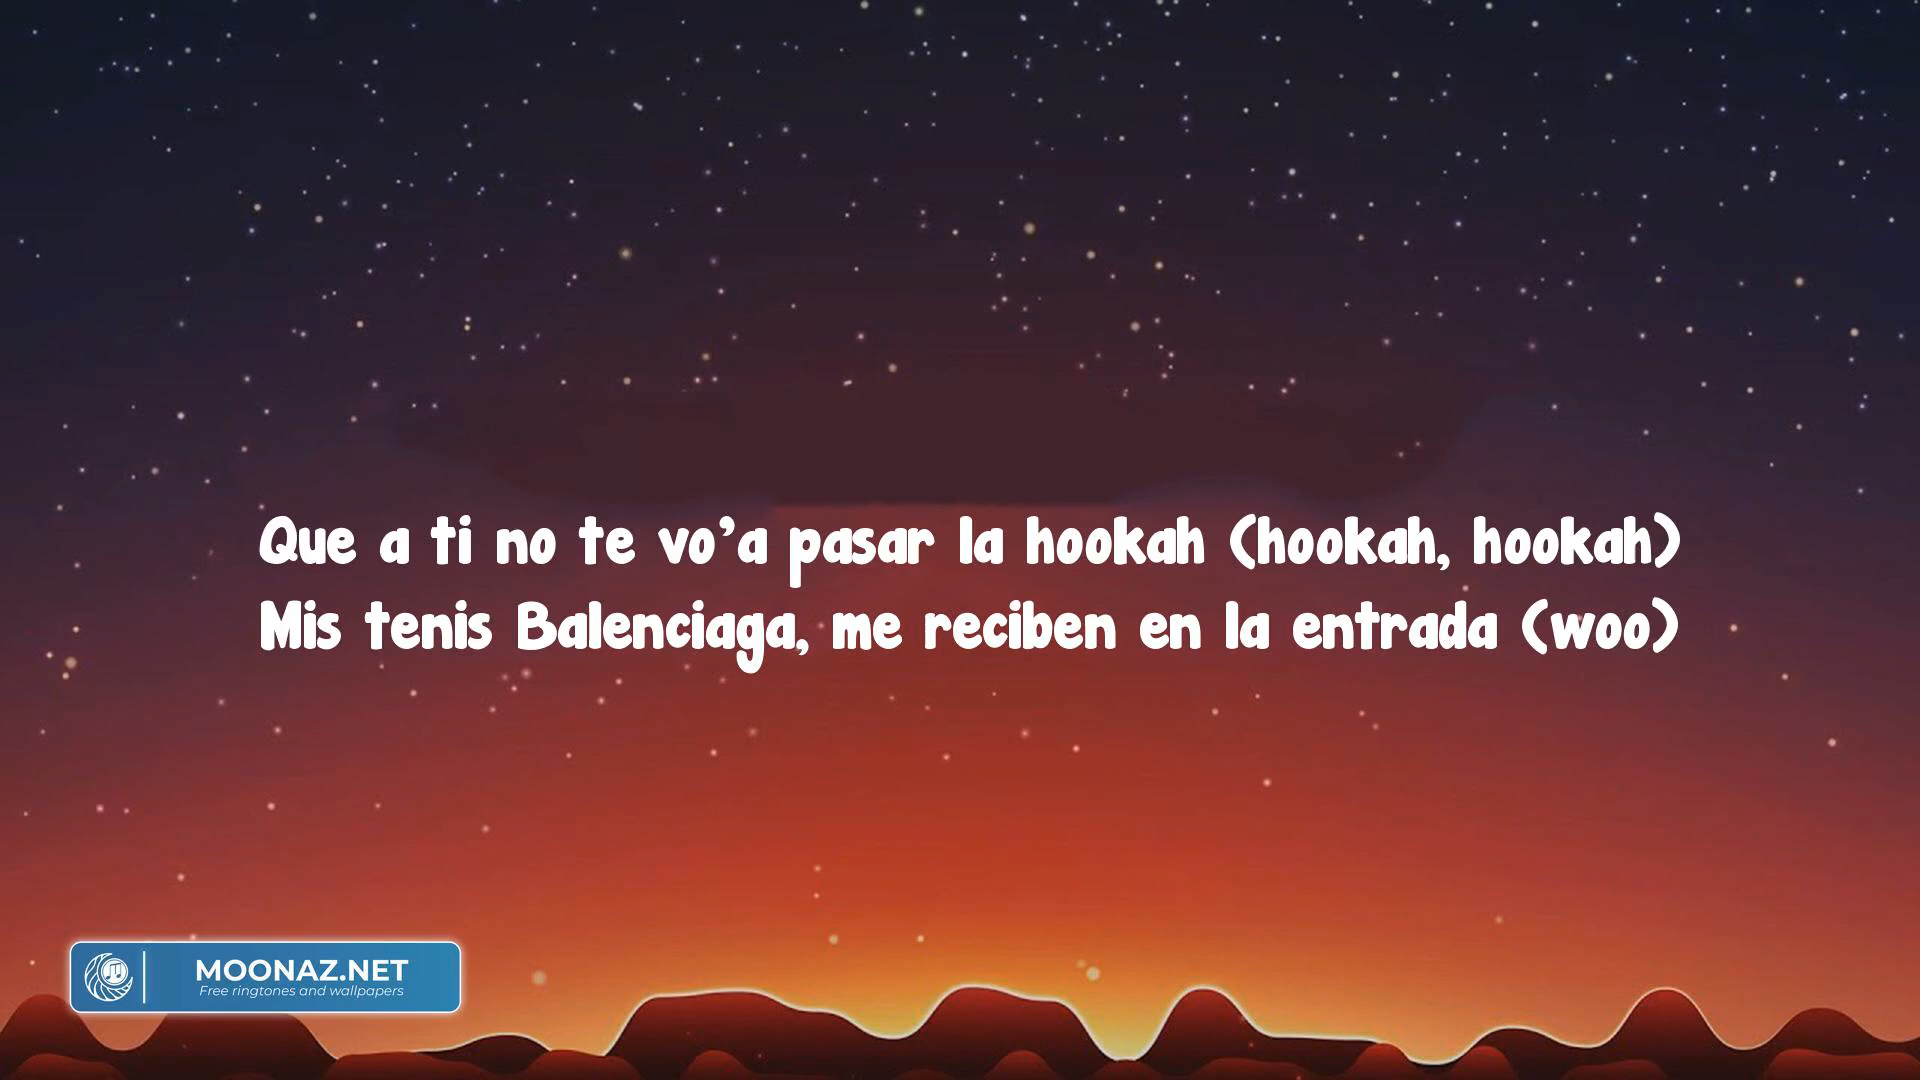 Que a ti no te vo'a pasar la hookah (hookah, hookah)
Mis tenis Balenciaga, me reciben en la entrada (woo)
MOONAZ.NET
Free ringtones and wallpapers